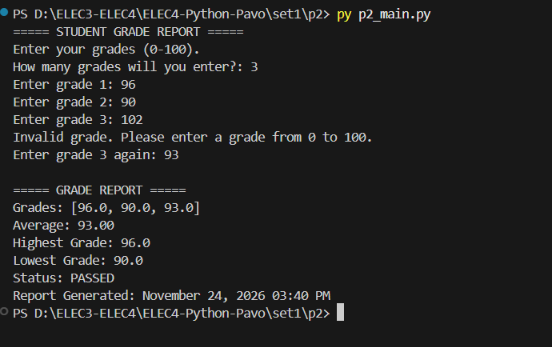 PS D:\ELEC3-ELEC4\ELEC4-Python-Pavo\set1\p2> py p2_main.py
===== STUDENT GRADE REPORT =====
Enter your grades (0-100).
How many grades will you enter?: 3
Enter grade 1: 96
Enter grade 2: 90
Enter grade 3: 102
Invalid grade. Please enter a grade from 0 to 100.
Enter grade 3 again: 93

===== GRADE REPORT =====
Grades: [96.0, 90.0, 93.0]
Average: 93.00
Highest Grade: 96.0
Lowest Grade: 90.0
Status: PASSED
Report Generated: November 24, 2026 03:40 PM
PS D:\ELEC3-ELEC4\ELEC4-Python-Pavo\set1\p2>